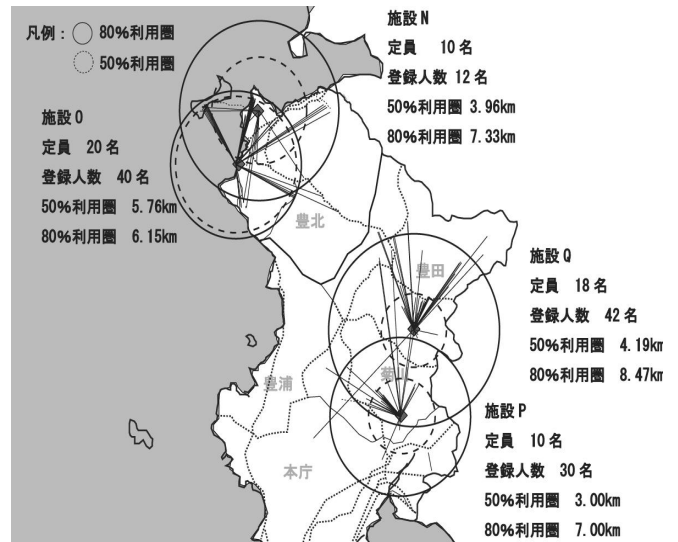 凡例：○ 80%利用圏
50%利用圏
施設N
定員 10名
登録人数 12名
50%利用圏 3.96km
80%利用圏 7.33km
施設O
定員 20名
登録人数 40名
50%利用圏 5.76km
80%利用圏 6.15km
豊北
豊田
施設Q
定員 18名
登録人数 42名
50%利用圏 4.19km
80%利用圏 8.47km
豊浦
本庁
施設P
定員 10名
登録人数 30名
50%利用圏 3.00km
80%利用圏 7.00km